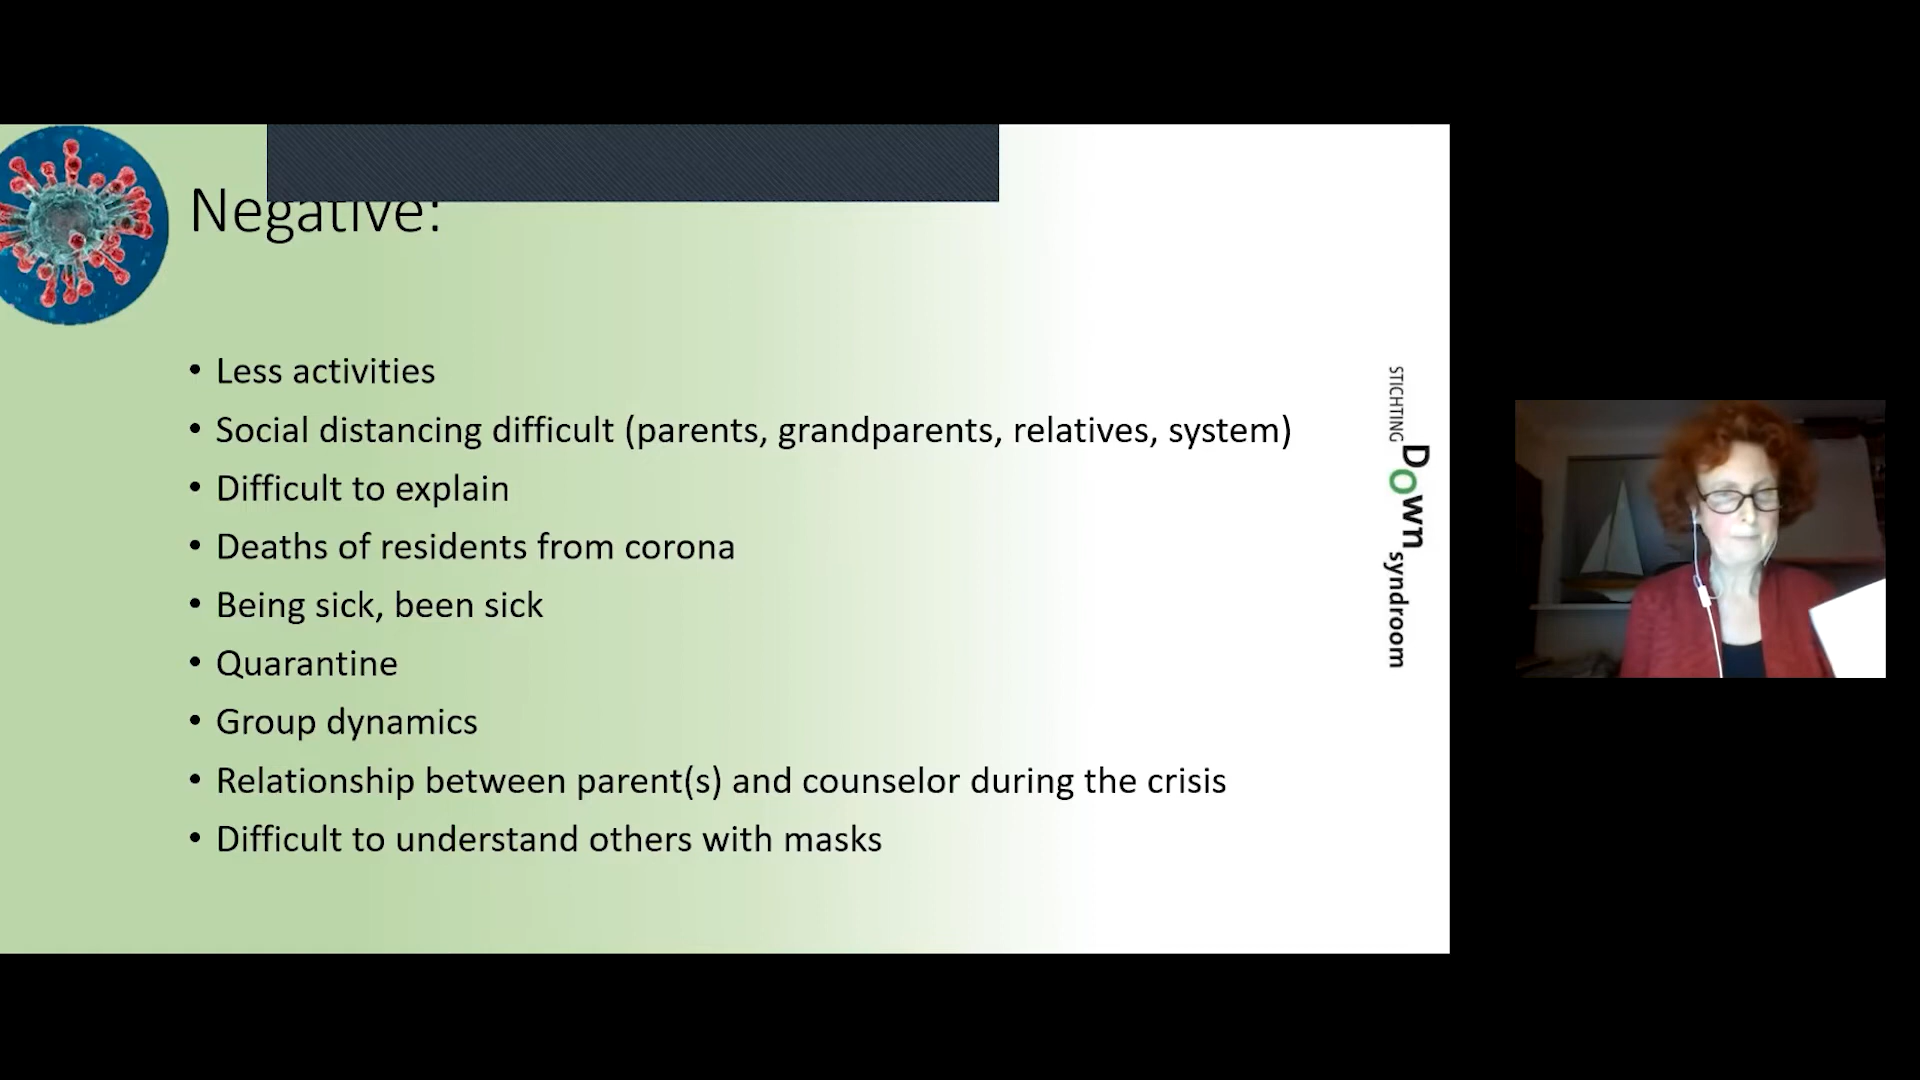 Negative:
• Less activities
• Social distancing difficult (parents, grandparents, relatives, system)
• Difficult to explain
• Deaths of residents from corona
• Being sick, been sick
• Quarantine
• Group dynamics
• Relationship between parent(s) and counselor during the crisis
• Difficult to understand others with masks
STICHTING
Down
syndroom